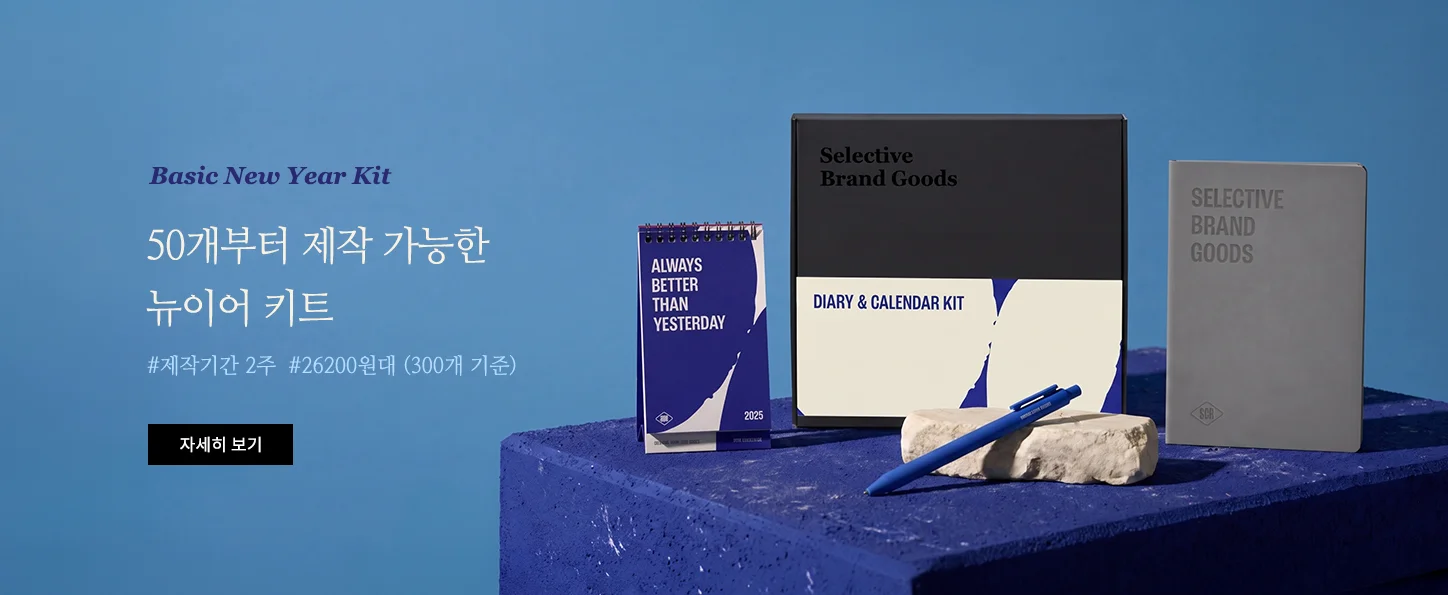 Basic New Year Kit
50개부터 제작 가능한
뉴이어 키트
#제작기간 2주 #26200원대 (300개 기준)
자세히 보기
ALWAYS
BETTER
THAN
YESTERDAY
SGR
2025
Selective
Brand Goods
DIARY & CALENDAR KIT
SELECTIVE
BRAND
GOODS
SGR